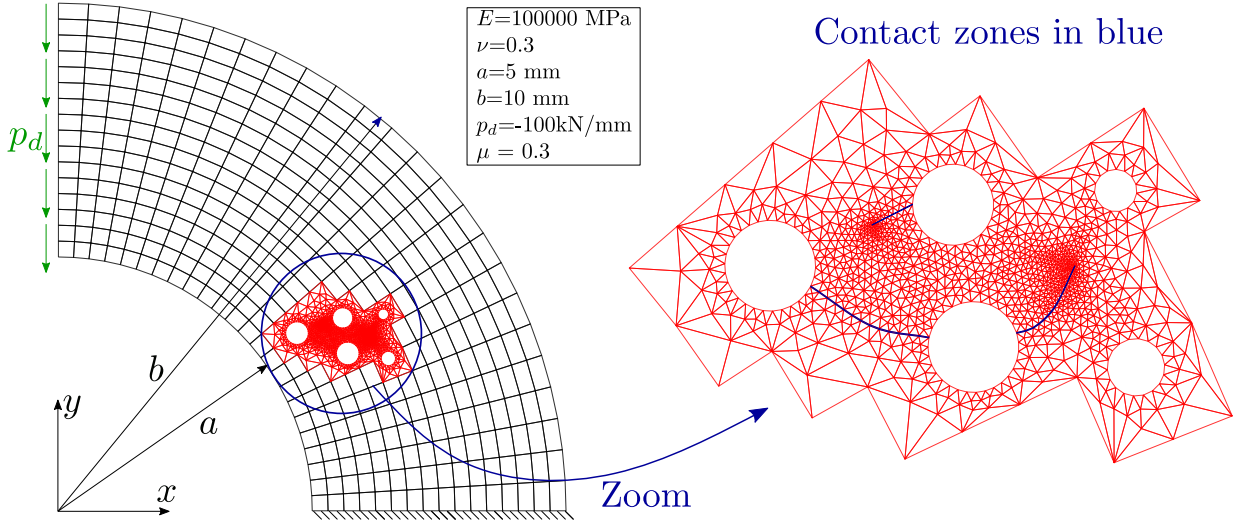 E=100000 MPa
ν=0.3
a=5 mm
b=10 mm
p_d=-100kN/mm
μ = 0.3
Contact zones in blue
p_d
b
a
y
x
Zoom